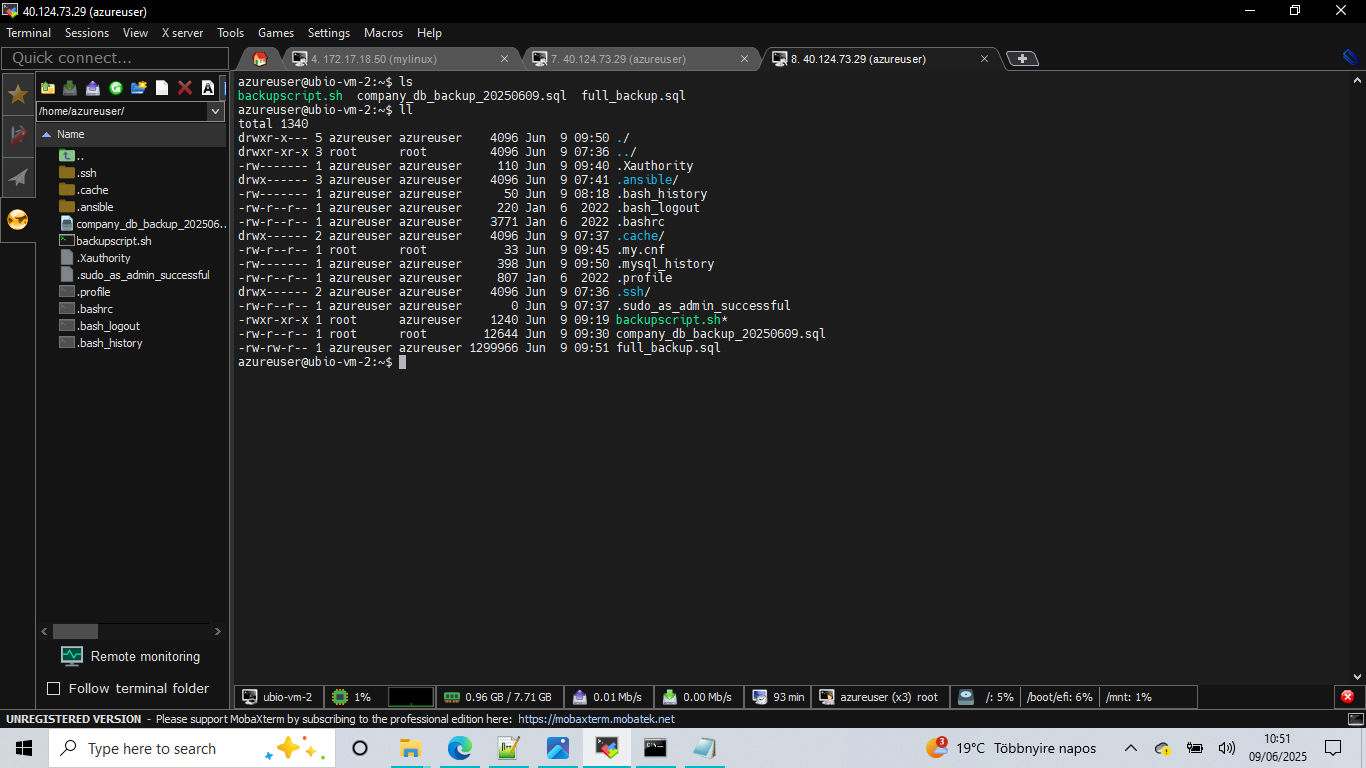 40.124.73.29 (azureuser)
Terminal Sessions View X server Tools Games Settings Macros Help
Quick connect...
4. 172.17.18.50 (mylinux)
7. 40.124.73.29 (azureuser)
8. 40.124.73.29 (azureuser)
/home/azureuser/
Name
..
.ssh
.cache
.ansible
company_db_backup_202506..
backupscript.sh
.Xauthority
.sudo_as_admin_successful
.profile
.bashrc
.bash_logout
.bash_history
Remote monitoring
Follow terminal folder
azureuser@ubio-vm-2:~$ ls
backupscript.sh  company_db_backup_20250609.sql  full_backup.sql
azureuser@ubio-vm-2:~$ ll
total 1340
drwxr-x--- 5 azureuser azureuser    4096 Jun  9 09:50 ./
drwxr-xr-x 3 root      root         4096 Jun  9 07:36 ../
-rw------- 1 azureuser azureuser     110 Jun  9 09:40 .Xauthority
drwx------ 3 azureuser azureuser    4096 Jun  9 07:41 .ansible/
-rw------- 1 azureuser azureuser      50 Jun  9 08:18 .bash_history
-rw-r--r-- 1 azureuser azureuser     220 Jan  6  2022 .bash_logout
-rw-r--r-- 1 azureuser azureuser    3771 Jan  6  2022 .bashrc
drwx------ 2 azureuser azureuser    4096 Jun  9 07:37 .cache/
-rw-r--r-- 1 root      root           33 Jun  9 09:45 .my.cnf
-rw------- 1 azureuser azureuser     398 Jun  9 09:50 .mysql_history
-rw-r--r-- 1 azureuser azureuser     807 Jan  6  2022 .profile
drwx------ 2 azureuser azureuser    4096 Jun  9 07:36 .ssh/
-rw-r--r-- 1 azureuser azureuser       0 Jun  9 07:37 .sudo_as_admin_successful
-rwxr-xr-x 1 root      azureuser    1240 Jun  9 09:19 backupscript.sh*
-rw-r--r-- 1 root      root        12644 Jun  9 09:30 company_db_backup_20250609.sql
-rw-rw-r-- 1 azureuser azureuser 1299966 Jun  9 09:51 full_backup.sql
azureuser@ubio-vm-2:~$
ubio-vm-2 1% 0.96 GB / 7.71 GB 0.01 Mb/s 0.00 Mb/s 93 min azureuser (x3) root /: 5% /boot/efi: 6% /mnt: 1%
UNREGISTERED VERSION - Please support MobaXterm by subscribing to the professional edition here: https://mobaxterm.mobatek.net
Type here to search
3
19°C Többnyire napos
10:51
09/06/2025